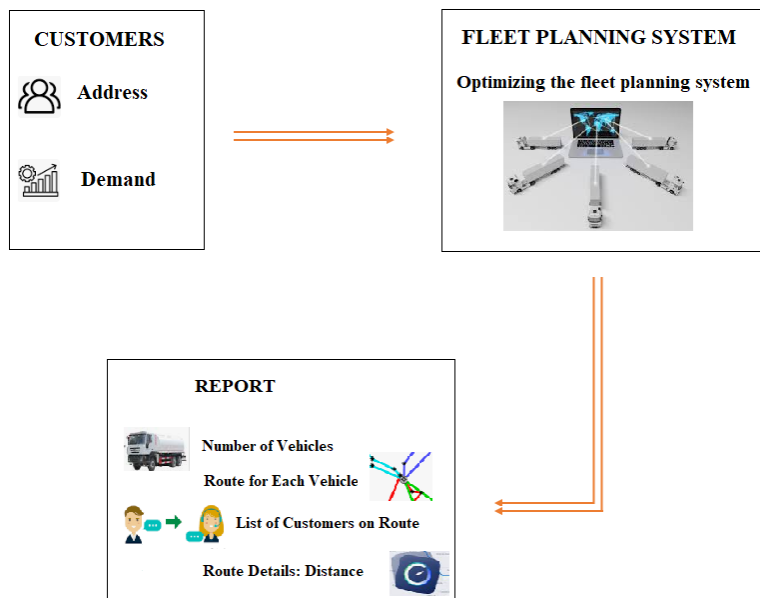 CUSTOMERS
Address
Demand
FLEET PLANNING SYSTEM
Optimizing the fleet planning system
REPORT
Number of Vehicles
Route for Each Vehicle
List of Customers on Route
Route Details: Distance